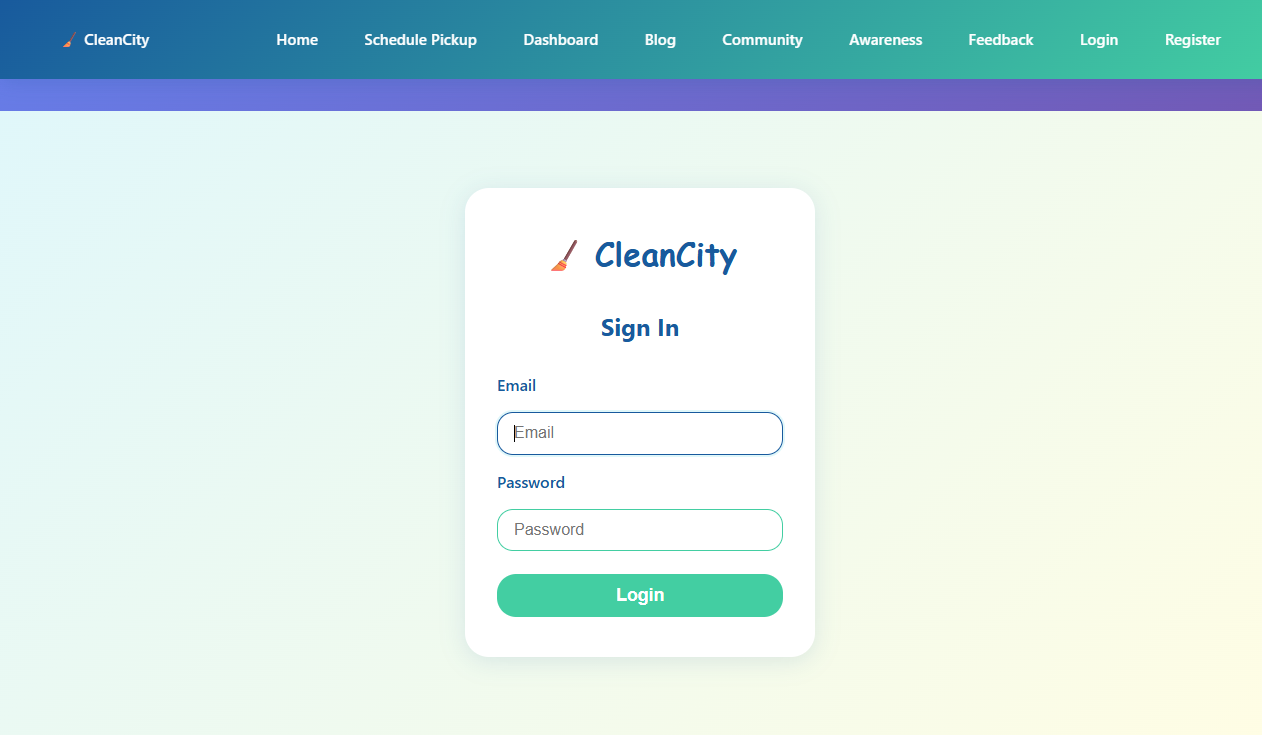 CleanCity Home Schedule Pickup Dashboard Blog Community Awareness Feedback Login Register
CleanCity
Sign In
Email
Email
Password
Password
Login